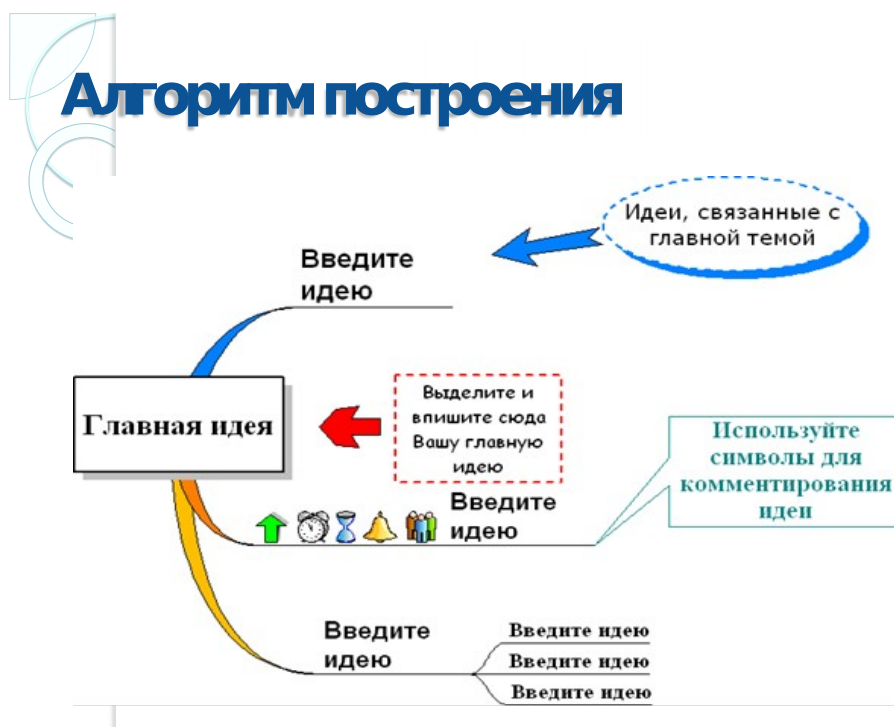 Алгоритм построения
Идеи, связанные с
главной темой
Введите
идею
Выделите и
впишите сюда
Вашу главную
идею
Главная идея
Используйте
символы для
комментирования
идеи
Введите
идею
Введите
идею
Введите идею
Введите идею
Введите идею